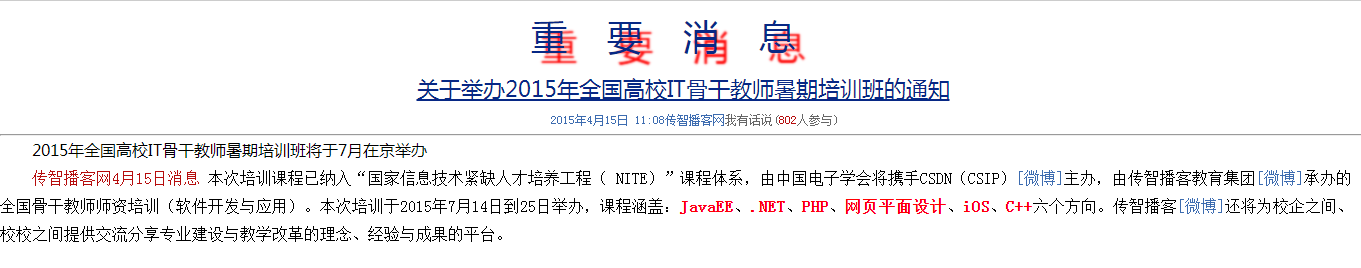 重 要 消 息
关于举办2015年全国高校IT骨干教师暑期培训班的通知
2015年4月15日 11:08传智播客网我有话说(802人参与)
2015年全国高校IT骨干教师暑期培训班将于7月在京举办
传智播客网4月15日消息 本次培训课程已纳入“国家信息技术紧缺人才培养工程（ NITE）”课程体系，由中国电子学会将携手CSDN（CSIP）[微博]主办，由传智播客教育集团[微博]承办的
全国骨干教师师资培训（软件开发与应用）。本次培训于2015年7月14日到25日举办，课程涵盖：JavaEE、.NET、PHP、网页平面设计、iOS、C++六个方向。传智播客[微博]还将为校企之间、
校校之间提供交流分享专业建设与教学改革的理念、经验与成果的平台。